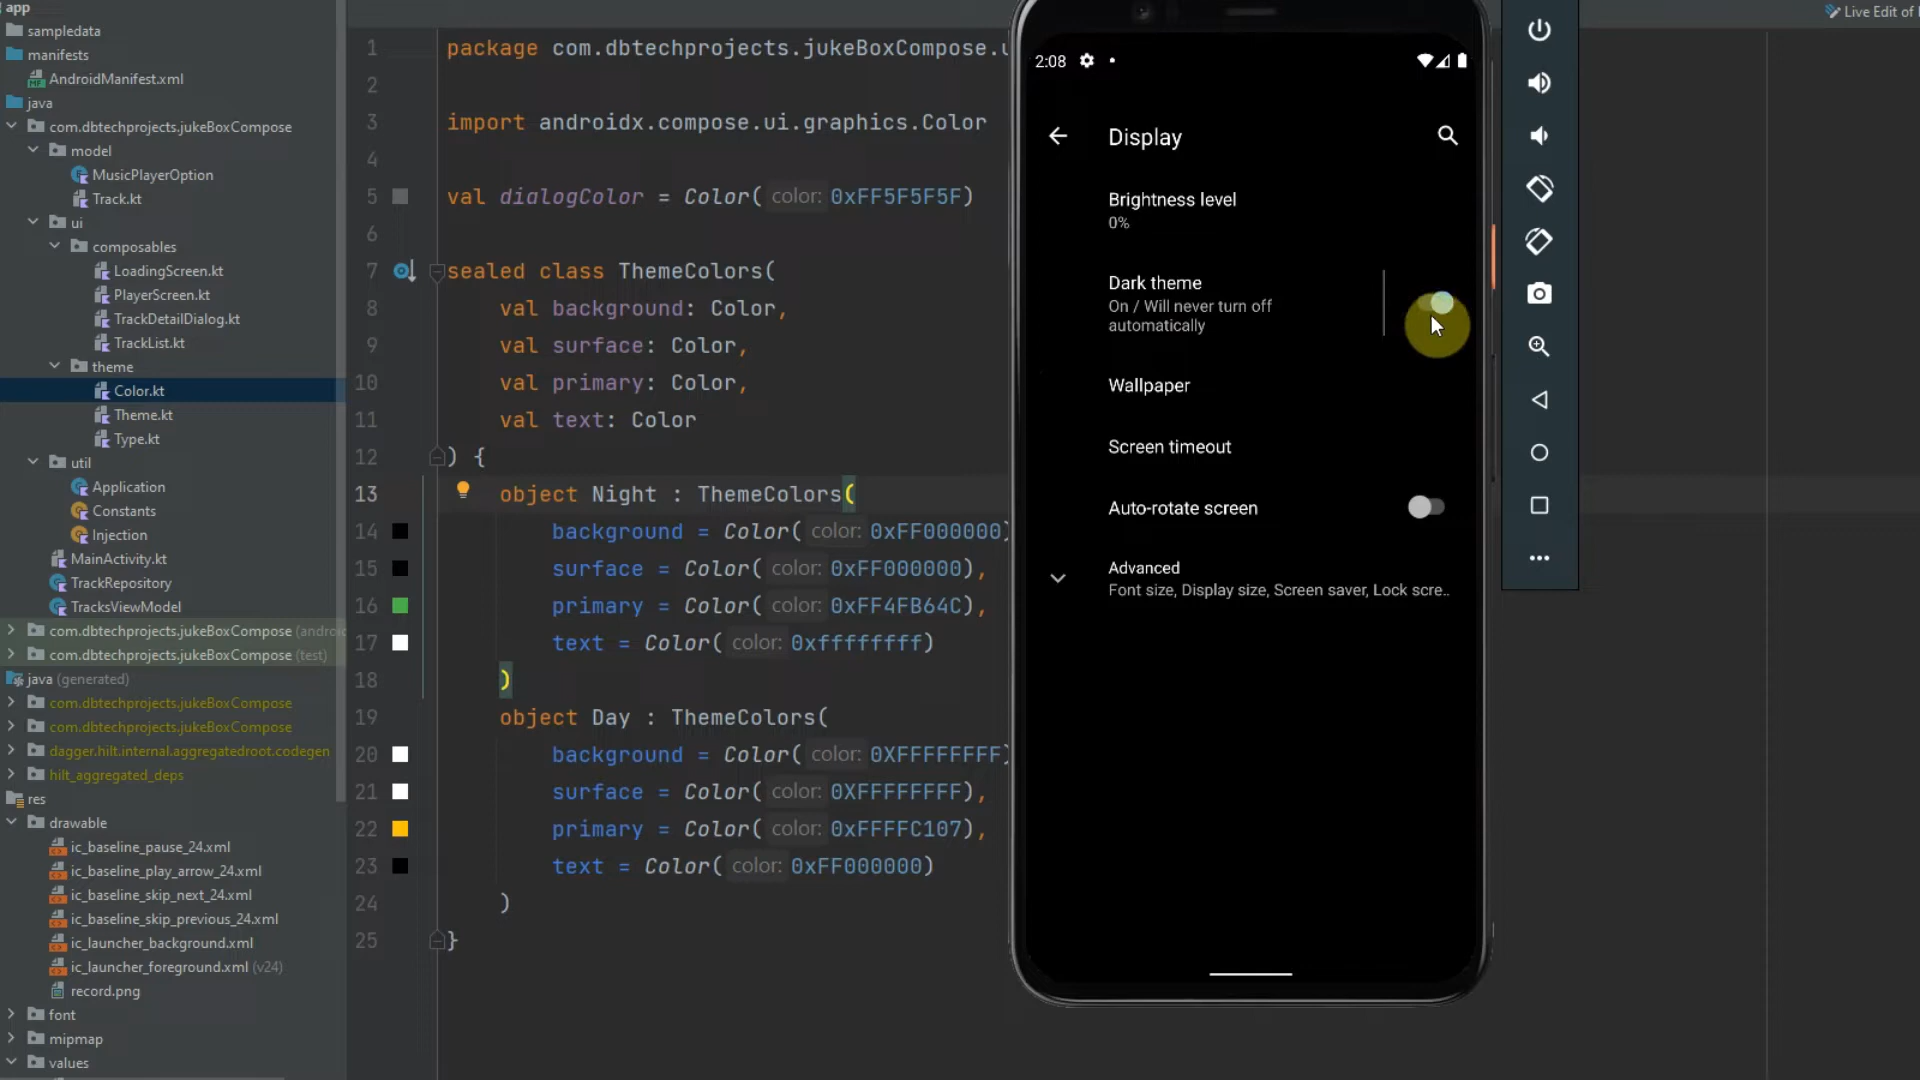 app
sampledata
manifests
AndroidManifest.xml
java
com.dbtechprojects.jukeBoxCompose
model
MusicPlayerOption
Track.kt
ui
composables
LoadingScreen.kt
PlayerScreen.kt
TrackDetailDialog.kt
TrackList.kt
theme
Color.kt
Theme.kt
Type.kt
util
Application
Constants
Injection
MainActivity.kt
TrackRepository
TracksViewModel
com.dbtechprojects.jukeBoxCompose (andro
com.dbtechprojects.jukeBoxCompose (test)
java (generated)
com.dbtechprojects.jukeBoxCompose
com.dbtechprojects.jukeBoxCompose
dagger.hilt.internal.aggregatedroot.codegen
hilt_aggregated_deps
res
drawable
ic_baseline_pause_24.xml
ic_baseline_play_arrow_24.xml
ic_baseline_skip_next_24.xml
ic_baseline_skip_previous_24.xml
ic_launcher_background.xml
ic_launcher_foreground.xml (v24)
record.png
font
mipmap
values
1 package com.dbtechprojects.jukeBoxCompose.u
2
3 import androidx.compose.ui.graphics.Color
4
5 val dialogColor = Color( color: 0xFF5F5F5F)
6
7 sealed class ThemeColors(
8 val background: Color,
9 val surface: Color,
10 val primary: Color,
11 val text: Color
12 ) {
13 object Night : ThemeColors(
14 background = Color( color: 0xFF000000)
15 surface = Color( color: 0xFF000000),
16 primary = Color( color: 0xFF4FB64C),
17 text = Color( color: 0xffffffff)
18 )
19 object Day : ThemeColors(
20 background = Color( color: 0XFFFFFFFF)
21 surface = Color( color: 0XFFFFFFFF),
22 primary = Color( color: 0xFFFFC107),
23 text = Color( color: 0xFF000000)
24 )
25 }
Live Edit of
2:08
Display
Brightness level
0%
Dark theme
On / Will never turn off
automatically
Wallpaper
Screen timeout
Auto-rotate screen
Advanced
Font size, Display size, Screen saver, Lock scre..